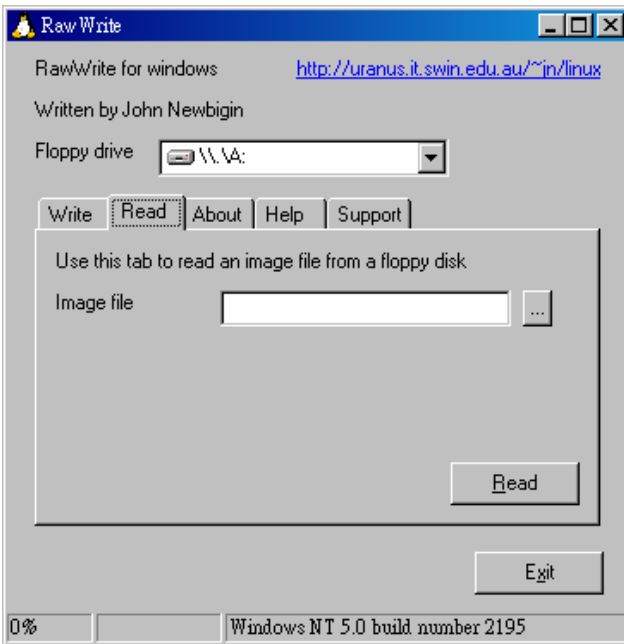 Raw Write
RawWrite for windows http://uranus.it.swin.edu.au/~jn/linux
Written by John Newbigin
Floppy drive \\.\A:
Write Read About Help Support
Use this tab to read an image file from a floppy disk
Image file ...
Read
Exit
0% Windows NT 5.0 build number 2195